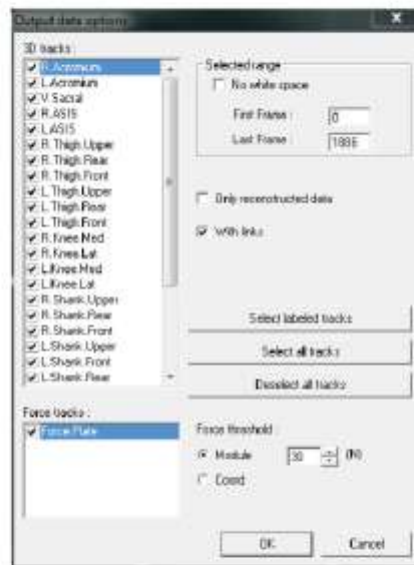 Output data options
3D tracks :
R.Acromium
L.Acromium
V.Sacral
R.ASIS
L.ASIS
R.Thigh.Upper
R.Thigh.Rear
R.Thigh.Front
L.Thigh.Upper
L.Thigh.Rear
L.Thigh.Front
R.Knee.Med
R.Knee.Lat
L.Knee.Med
L.Knee.Lat
R.Shank.Upper
R.Shank.Rear
R.Shank.Front
L.Shank.Upper
L.Shank.Front
L.Shank.Rear
Selected range
No white space
First Frame : 0
Last Frame : 1886
Only reconstructed data
With links
Select labeled tracks
Select all tracks
Deselect all tracks
Force tracks :
Force Plate
Force threshold
Module 30 (N)
Coord
OK Cancel